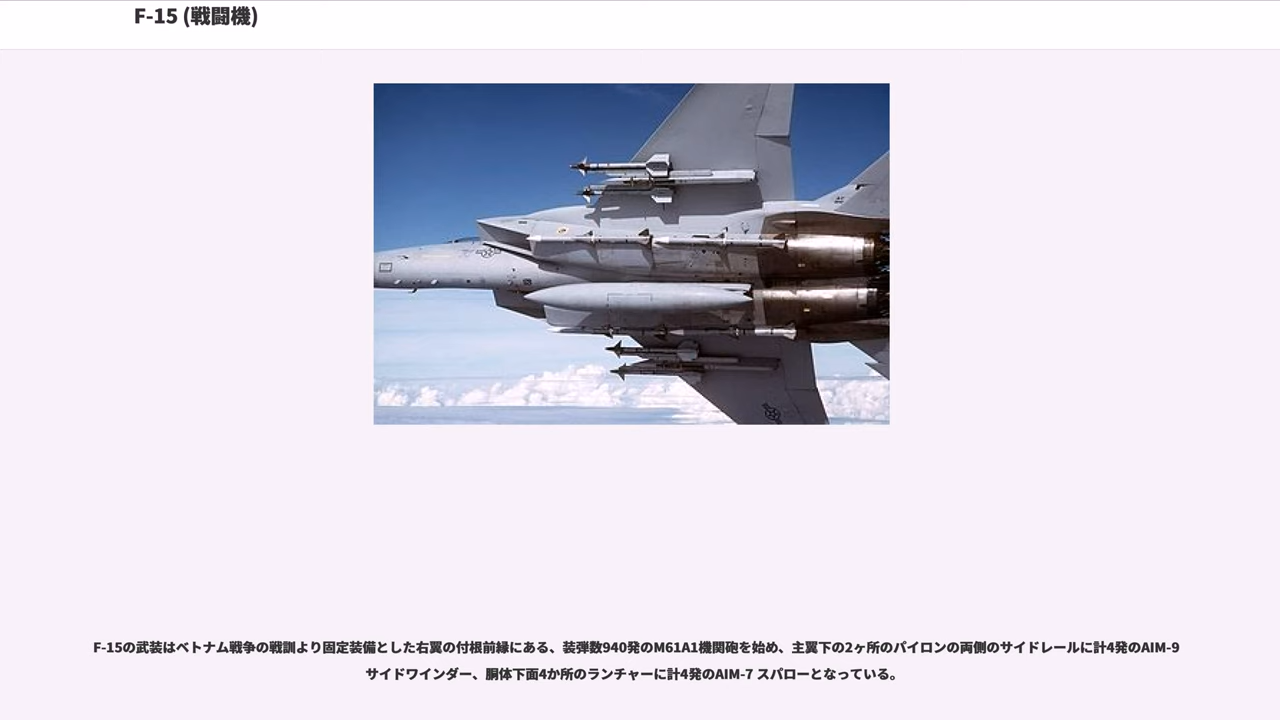 F-15 (戦闘機)
F-15の武装はベトナム戦争の戦訓より固定装備とした右翼の付根前縁にある、装弾数940発のM61A1機関砲を始め、主翼下の2ヶ所のパイロンの両側のサイドレールに計4発のAIM-9
サイドワインダー、胴体下面4か所のランチャーに計4発のAIM-7 スパローとなっている。